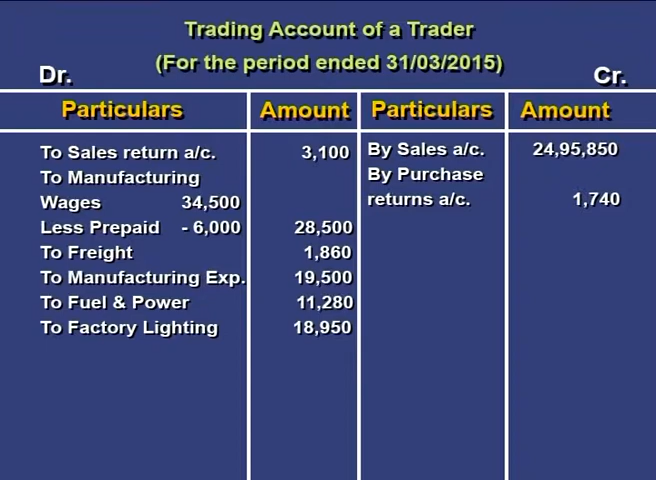 Trading Account of a Trader
(For the period ended 31/03/2015)
Dr. Cr.
Particulars Amount Particulars Amount
To Sales return a/c. 3,100 By Sales a/c. 24,95,850
To Manufacturing By Purchase
Wages 34,500 returns a/c. 1,740
Less Prepaid - 6,000 28,500
To Freight 1,860
To Manufacturing Exp. 19,500
To Fuel & Power 11,280
To Factory Lighting 18,950